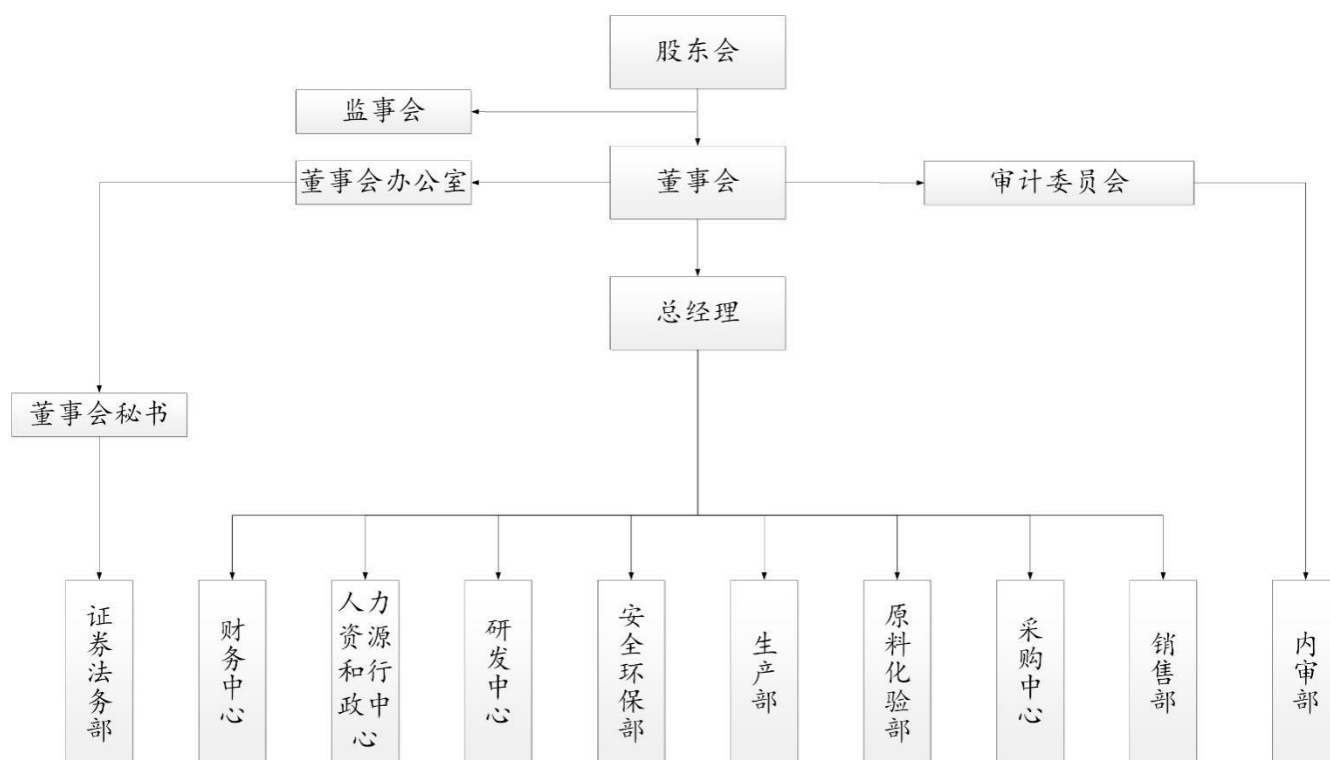 股东会
监事会
董事会办公室
董事会
审计委员会
总经理
董事会秘书
证券法务部
财务中心
人力资源和行政中心
研发中心
安全环保部
生产部
原料化验部
采购中心
销售部
内审部